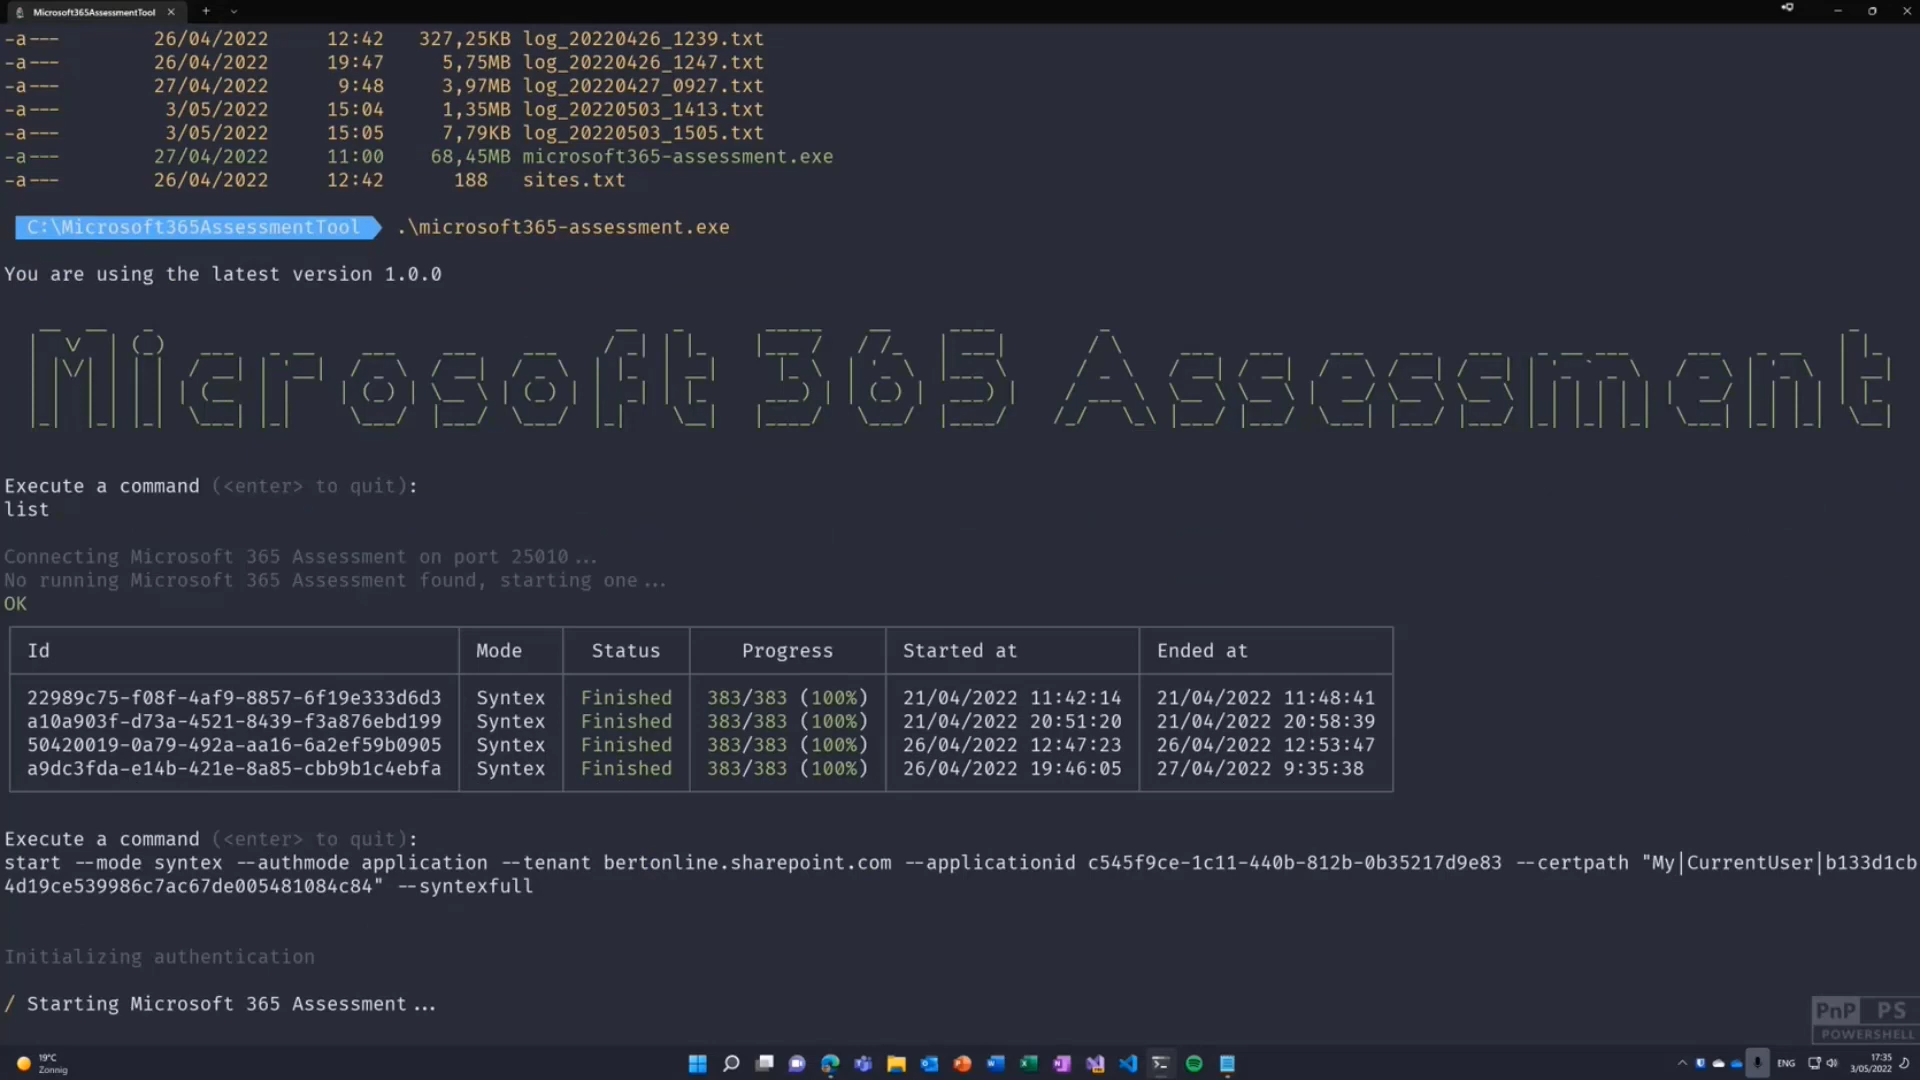 Microsoft365AssessmentTool
-a--- 26/04/2022 12:42 327,25KB log_20220426_1239.txt
-a--- 26/04/2022 19:47 5,75MB log_20220426_1247.txt
-a--- 27/04/2022 9:48 3,97MB log_20220427_0927.txt
-a--- 3/05/2022 15:04 1,35MB log_20220503_1413.txt
-a--- 3/05/2022 15:05 7,79KB log_20220503_1505.txt
-a--- 27/04/2022 11:00 68,45MB microsoft365-assessment.exe
-a--- 26/04/2022 12:42 188 sites.txt
C:\Microsoft365AssessmentTool .\microsoft365-assessment.exe
You are using the latest version 1.0.0
Microsoft 365 Assessment
Execute a command (<enter> to quit):
list
Connecting Microsoft 365 Assessment on port 25010...
No running Microsoft 365 Assessment found, starting one...
OK
Id Mode Status Progress Started at Ended at
22989c75-f08f-4af9-8857-6f19e333d6d3 Syntex Finished 383/383 (100%) 21/04/2022 11:42:14 21/04/2022 11:48:41
a10a903f-d73a-4521-8439-f3a876ebd199 Syntex Finished 383/383 (100%) 21/04/2022 20:51:20 21/04/2022 20:58:39
50420019-0a79-492a-aa16-6a2ef59b0905 Syntex Finished 383/383 (100%) 26/04/2022 12:47:23 26/04/2022 12:53:47
a9dc3fda-e14b-421e-8a85-cbb9b1c4ebfa Syntex Finished 383/383 (100%) 26/04/2022 19:46:05 27/04/2022 9:35:38
Execute a command (<enter> to quit):
start --mode syntex --authmode application --tenant bertonline.sharepoint.com --applicationid c545f9ce-1c11-440b-812b-0b35217d9e83 --certpath "My|CurrentUser|b133d1cb
4d19ce539986c7ac67de005481084c84" --syntexfull
Initializing authentication
/ Starting Microsoft 365 Assessment...
PnP PS
POWERSHELL
19°C
Zonnig
ENG
17:35
3/05/2022